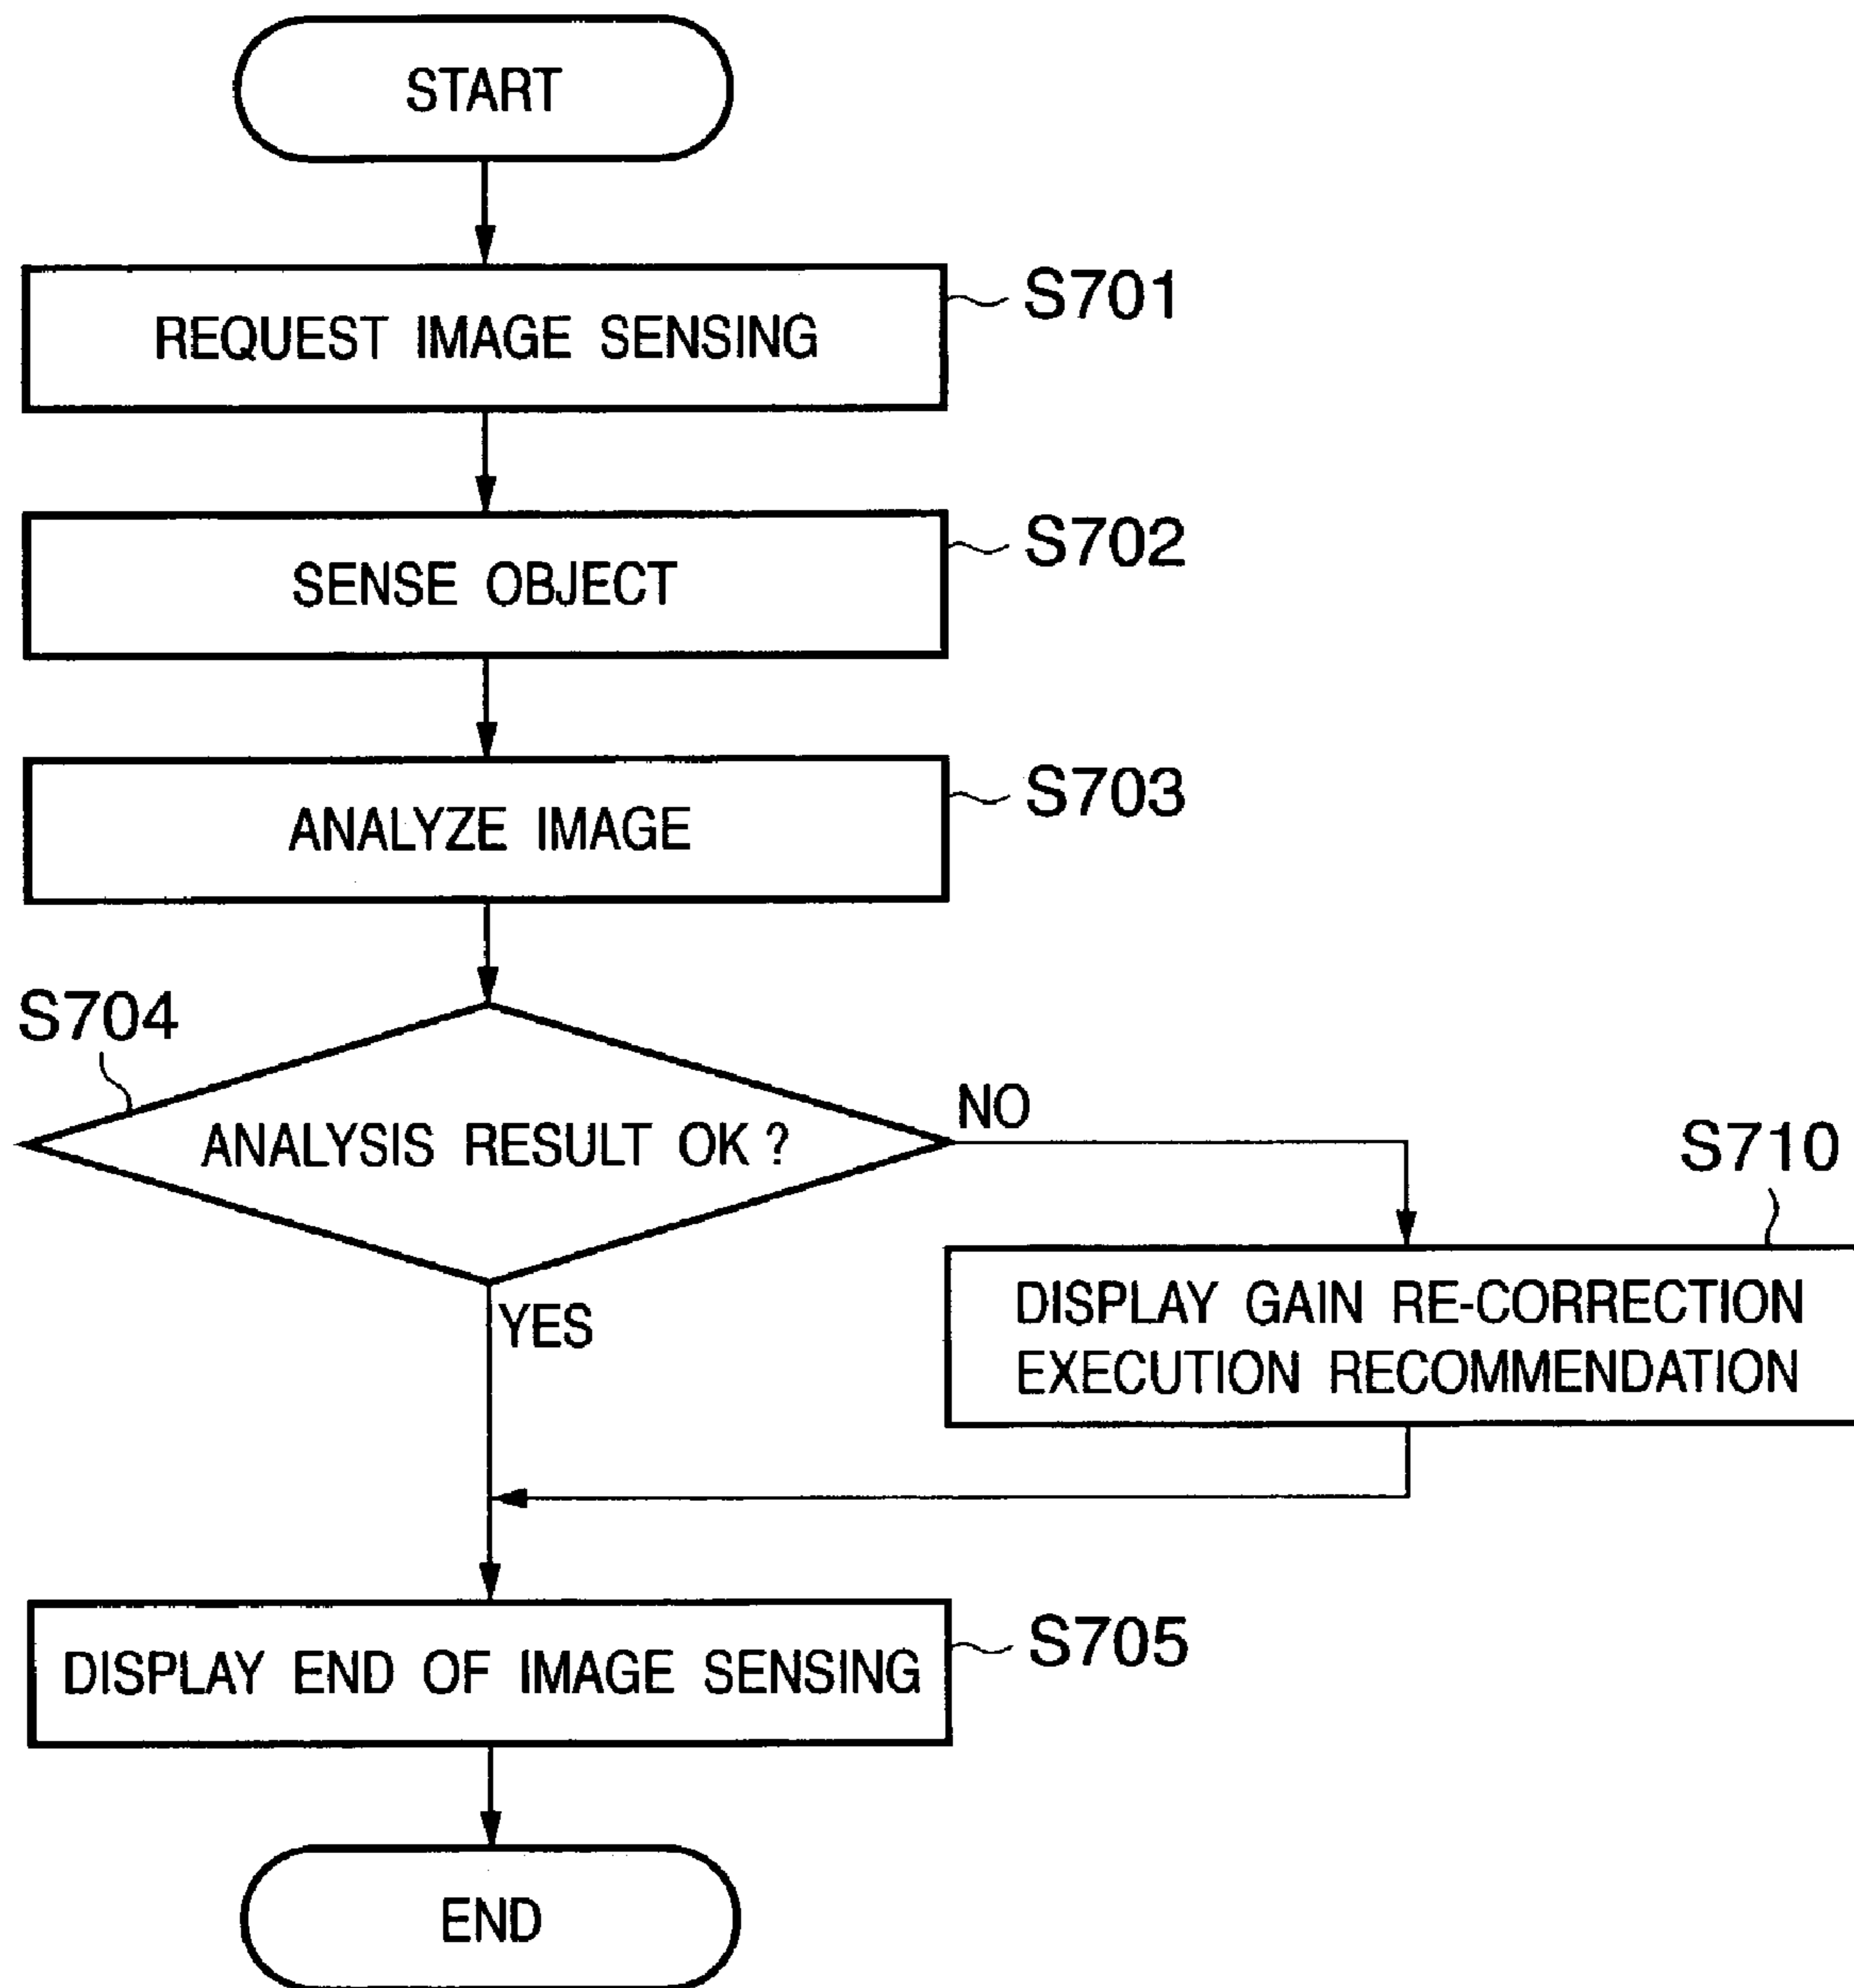 START
REQUEST IMAGE SENSING
S701
SENSE OBJECT
S702
ANALYZE IMAGE
S703
S704
ANALYSIS RESULT OK?
NO
YES
S710
DISPLAY GAIN RE-CORRECTION
EXECUTION RECOMMENDATION
DISPLAY END OF IMAGE SENSING
S705
END